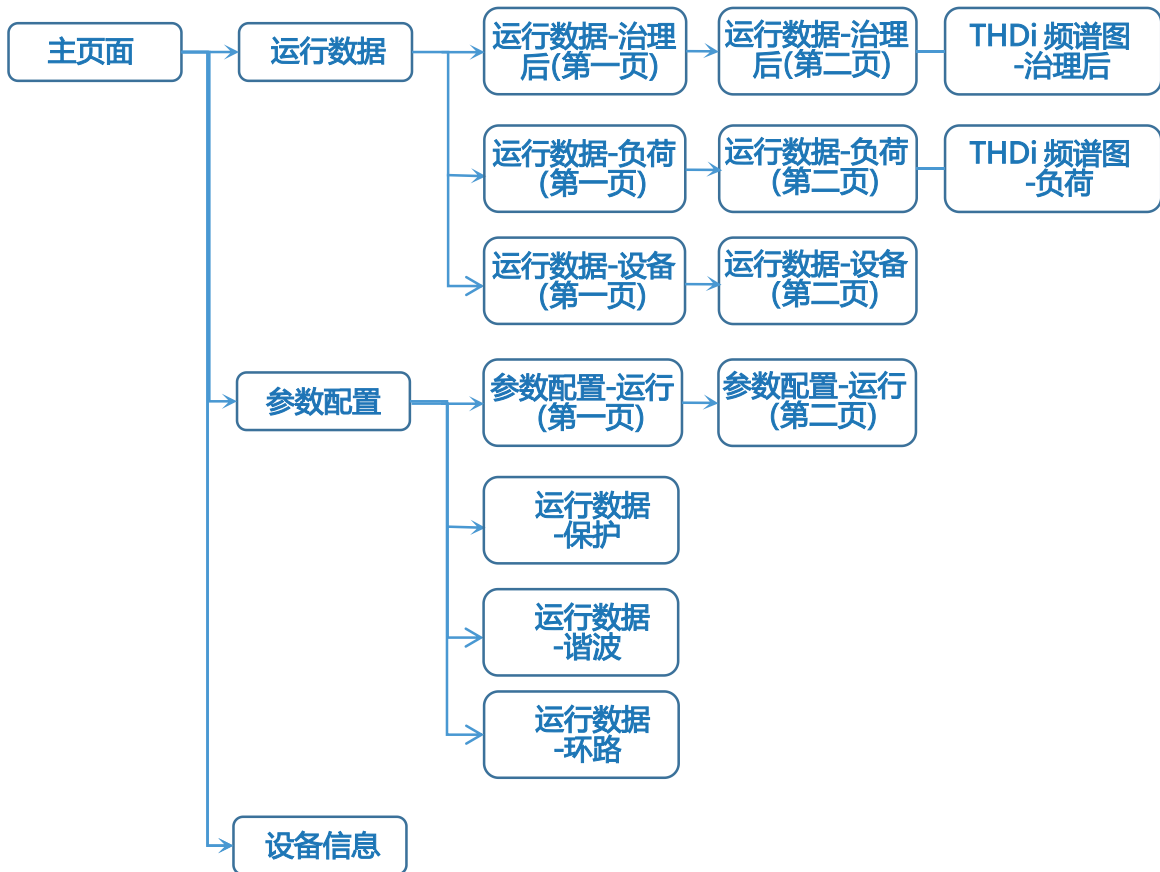 主页面
运行数据
运行数据-治理
后(第一页)
运行数据-治理
后(第二页)
THDi 频谱图
-治理后
运行数据-负荷
(第一页)
运行数据-负荷
(第二页)
THDi 频谱图
-负荷
运行数据-设备
(第一页)
运行数据-设备
(第二页)
参数配置
参数配置-运行
(第一页)
参数配置-运行
(第二页)
运行数据
-保护
运行数据
-谐波
运行数据
-环路
设备信息